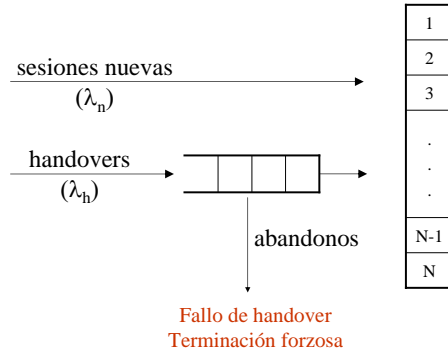 sesiones nuevas
(λn)
handovers
(λh)
abandonos
Fallo de handover
Terminación forzosa
1
2
3
.
.
.
N-1
N